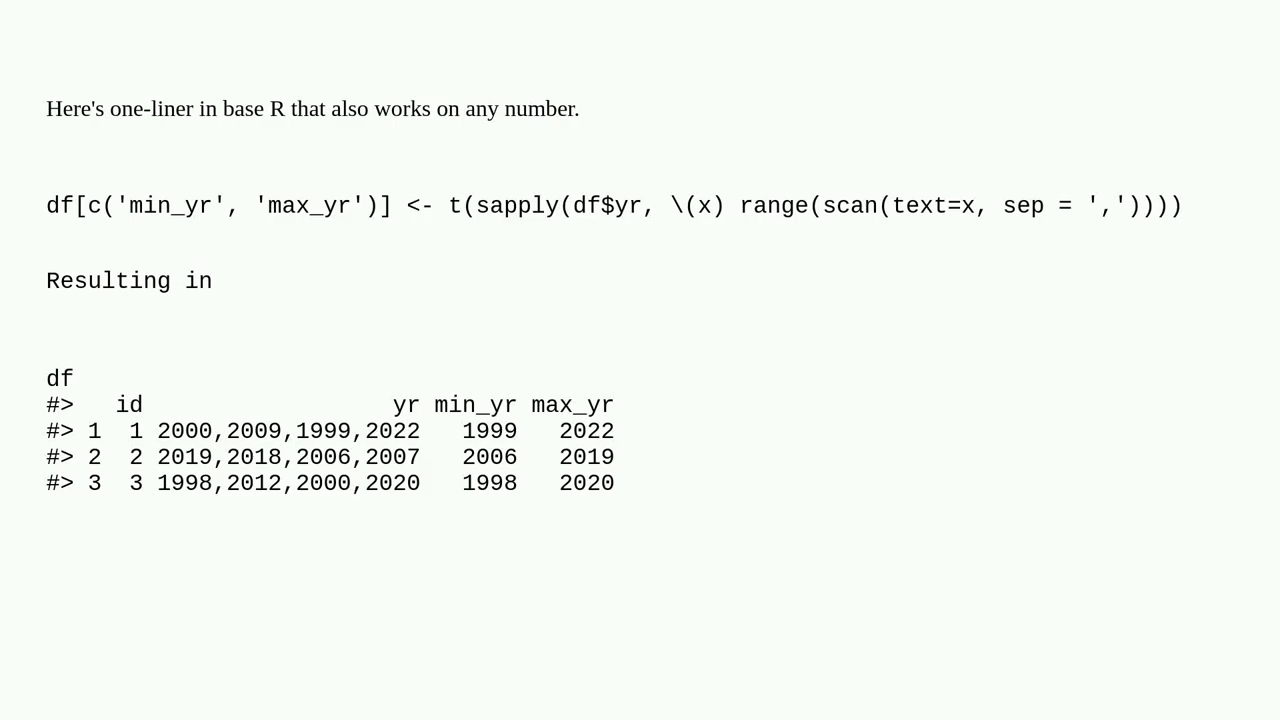 Here's one-liner in base R that also works on any number.
df[c('min_yr', 'max_yr')] <- t(sapply(df$yr, \(x) range(scan(text=x, sep = ','))))
Resulting in
df
#>   id                  yr min_yr max_yr
#> 1  1 2000,2009,1999,2022   1999   2022
#> 2  2 2019,2018,2006,2007   2006   2019
#> 3  3 1998,2012,2000,2020   1998   2020